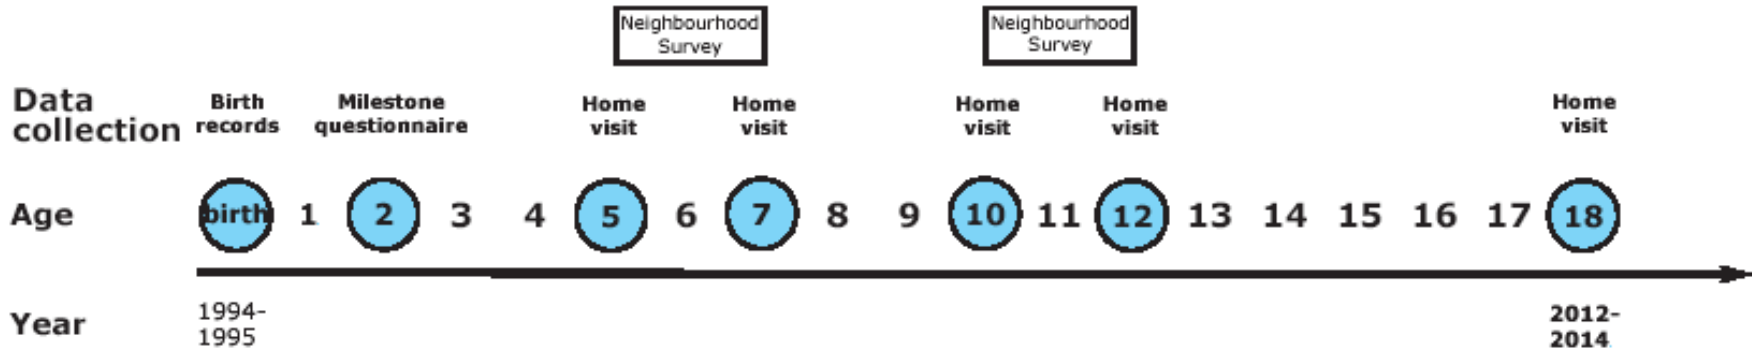 Neighbourhood
Survey
Neighbourhood
Survey
Data
collection
Birth
records
Milestone
questionnaire
Home
visit
Home
visit
Home
visit
Home
visit
Home
visit
Age
birth 1 2 3 4 5 6 7 8 9 10 11 12 13 14 15 16 17 18
Year
1994-
1995
2012-
2014